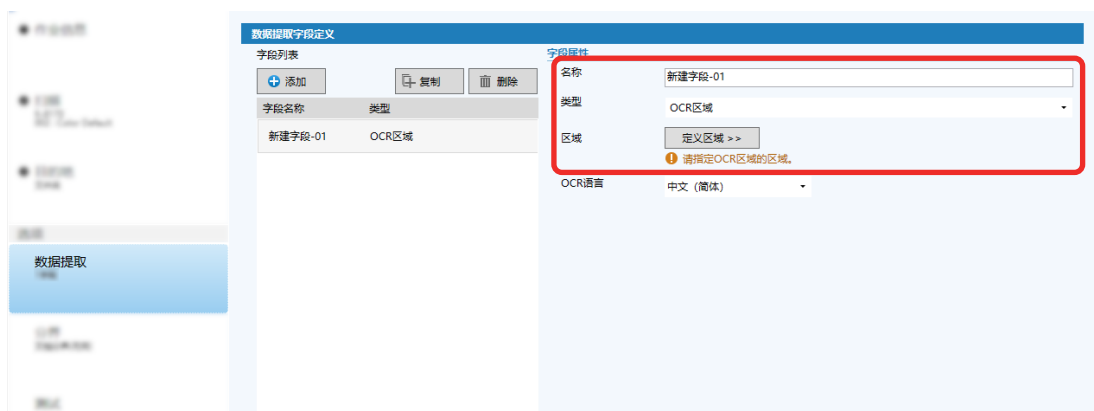 数据提取字段定义
字段列表
添加
复制
删除
字段名称 类型
新建字段-01 OCR区域
字段属性
名称 新建字段-01
类型 OCR区域
区域 定义区域 >>
请指定OCR区域的区域。
OCR语言 中文（简体）
数据提取